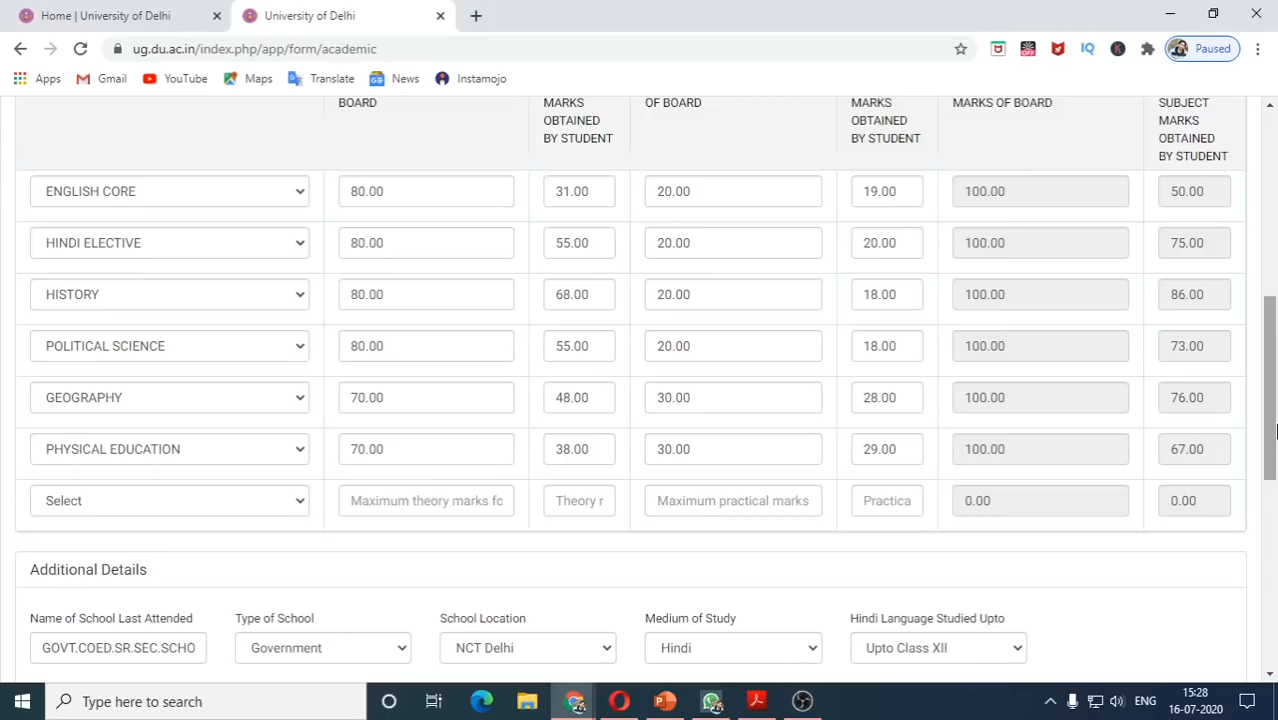 Home | University of Delhi
University of Delhi
ug.du.ac.in/index.php/app/form/academic
OFF
IQ
K
Paused
Apps
Gmail
YouTube
Maps
Translate
News
Instamojo
BOARD
MARKS OBTAINED BY STUDENT
OF BOARD
MARKS OBTAINED BY STUDENT
MARKS OF BOARD
SUBJECT MARKS OBTAINED BY STUDENT
ENGLISH CORE 80.00 31.00 20.00 19.00 100.00 50.00
HINDI ELECTIVE 80.00 55.00 20.00 20.00 100.00 75.00
HISTORY 80.00 68.00 20.00 18.00 100.00 86.00
POLITICAL SCIENCE 80.00 55.00 20.00 18.00 100.00 73.00
GEOGRAPHY 70.00 48.00 30.00 28.00 100.00 76.00
PHYSICAL EDUCATION 70.00 38.00 30.00 29.00 100.00 67.00
Select Maximum theory marks fc Theory r Maximum practical marks Practica 0.00 0.00
Additional Details
Name of School Last Attended Type of School School Location Medium of Study Hindi Language Studied Upto
GOVT.COED.SR.SEC.SCHO Government NCT Delhi Hindi Upto Class XII
Type here to search
ENG
15:28
16-07-2020